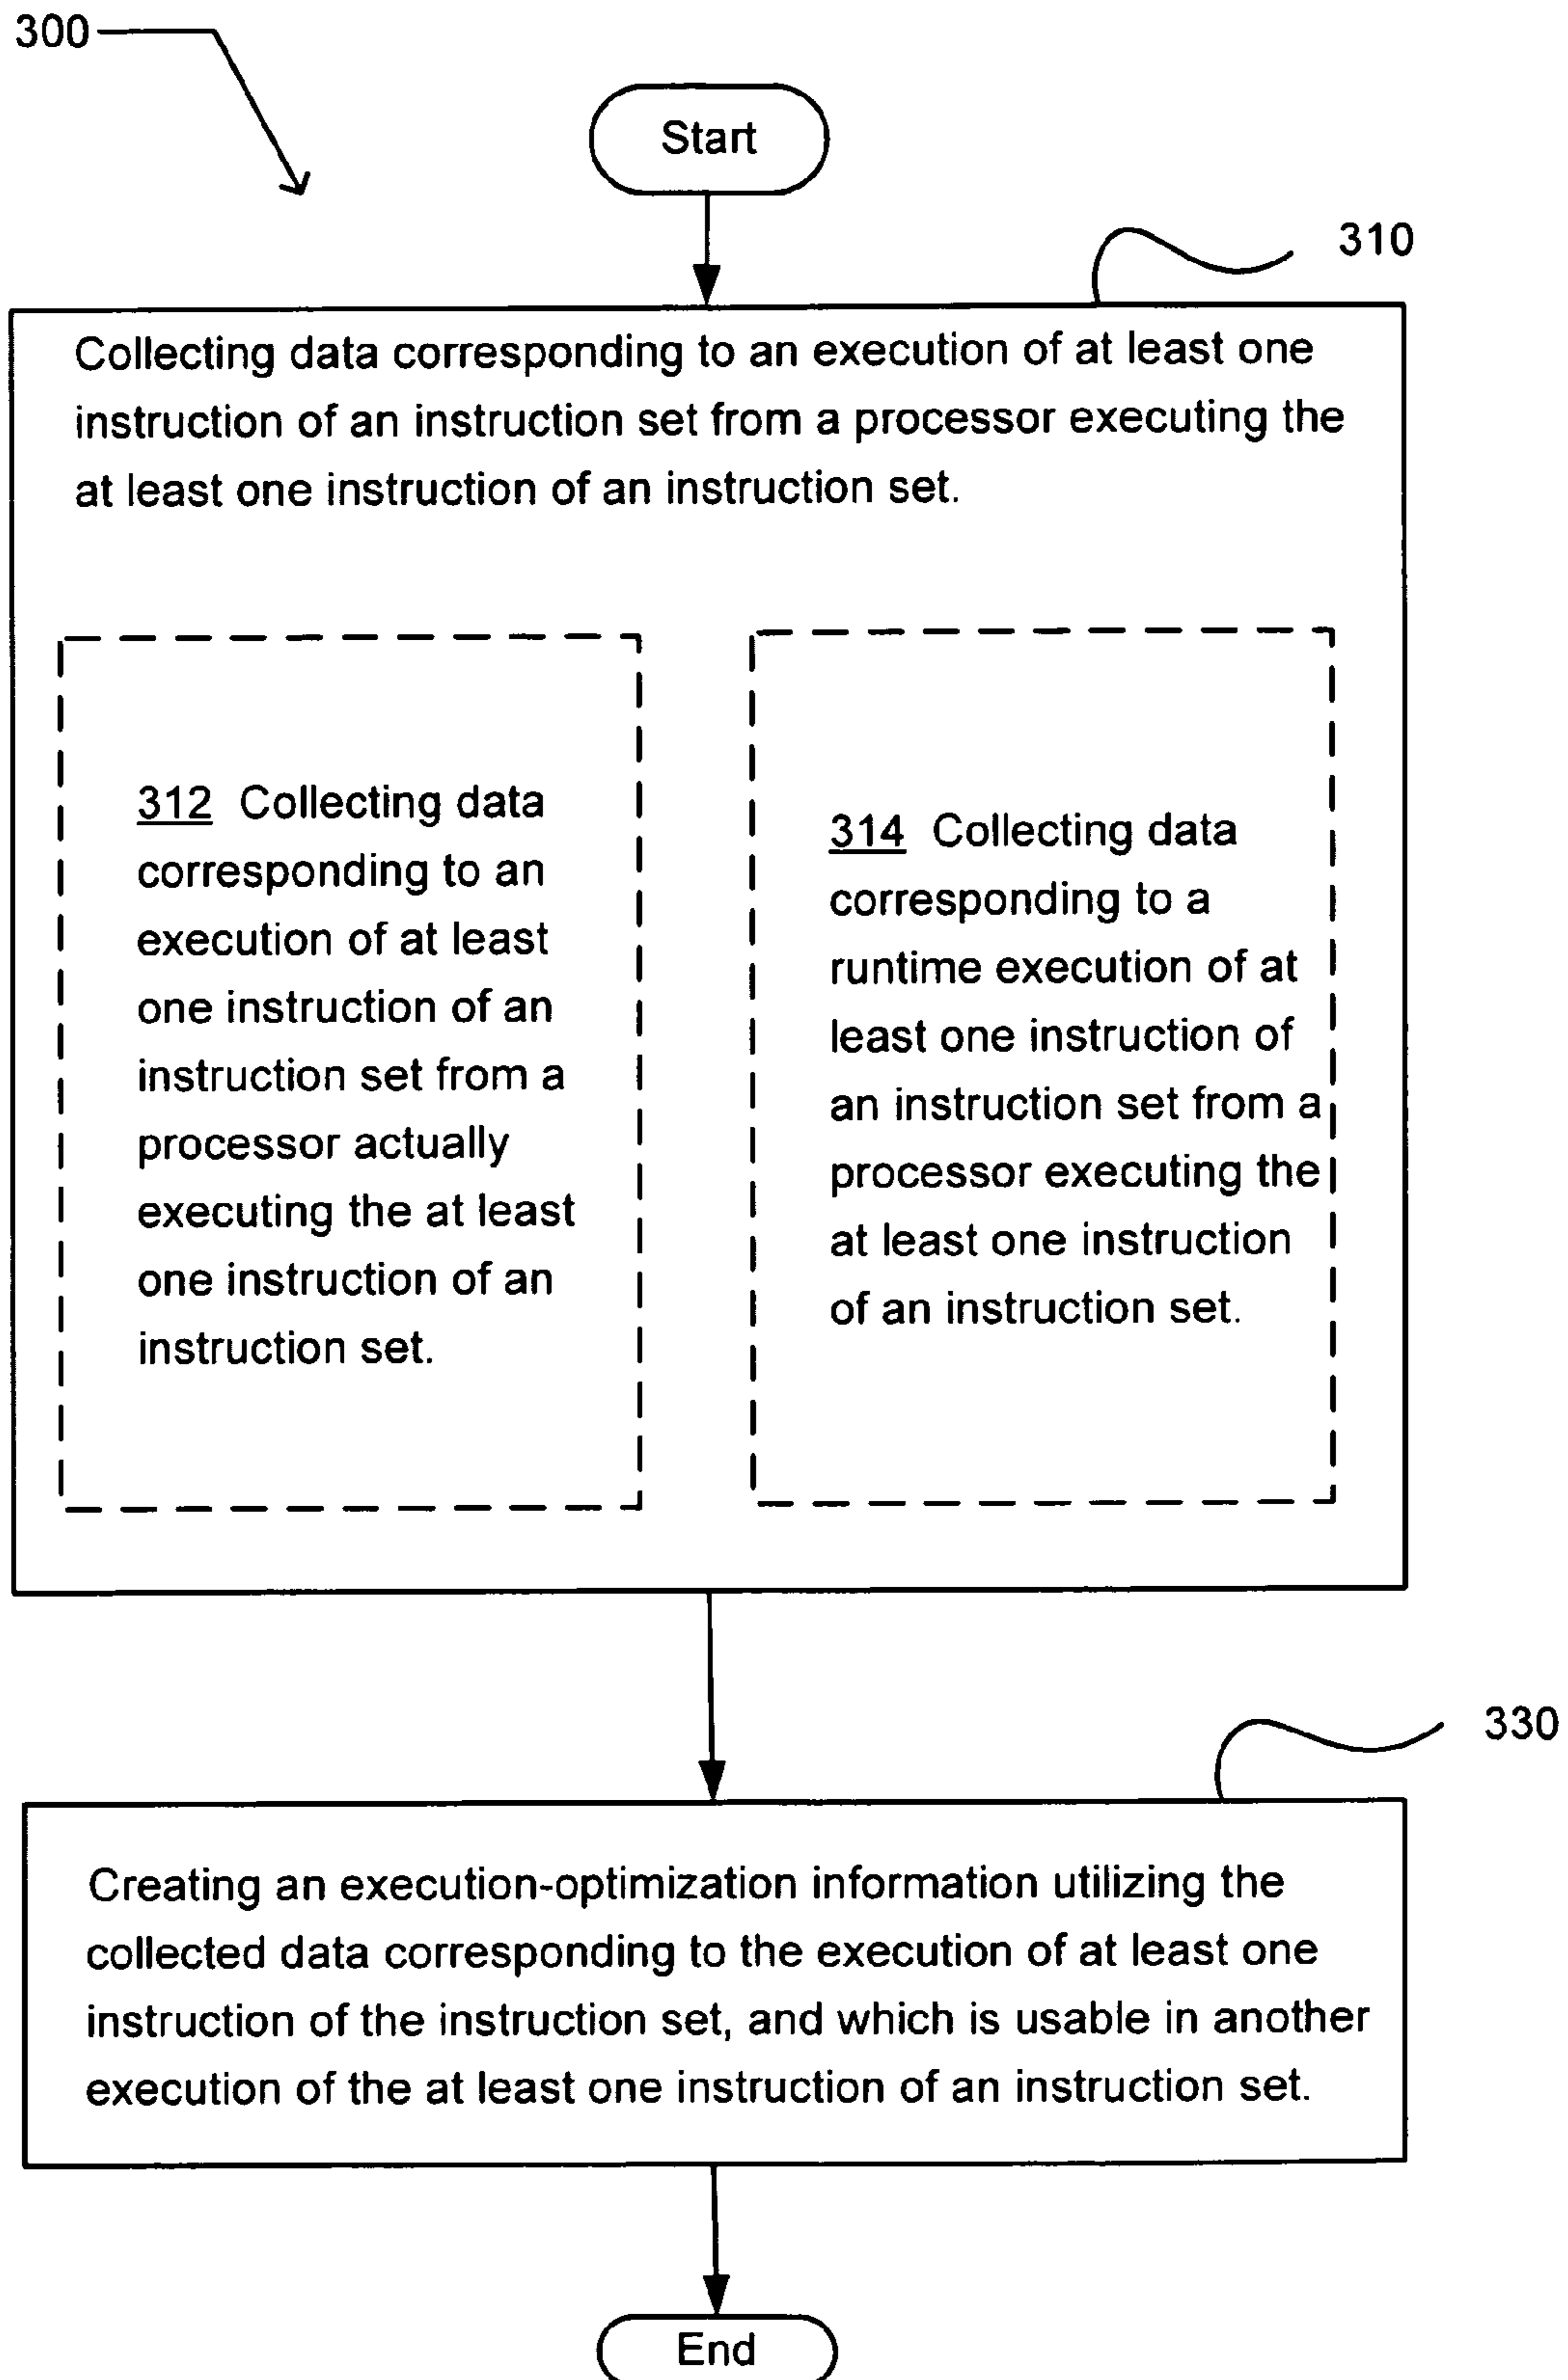 300
Start
310
Collecting data corresponding to an execution of at least one
instruction of an instruction set from a processor executing the
at least one instruction of an instruction set.
312 Collecting data
corresponding to an
execution of at least
one instruction of an
instruction set from a
processor actually
executing the at least
one instruction of an
instruction set.
314 Collecting data
corresponding to a
runtime execution of at
least one instruction of
an instruction set from a
processor executing the
at least one instruction
of an instruction set.
330
Creating an execution-optimization information utilizing the
collected data corresponding to the execution of at least one
instruction of the instruction set, and which is usable in another
execution of the at least one instruction of an instruction set.
End